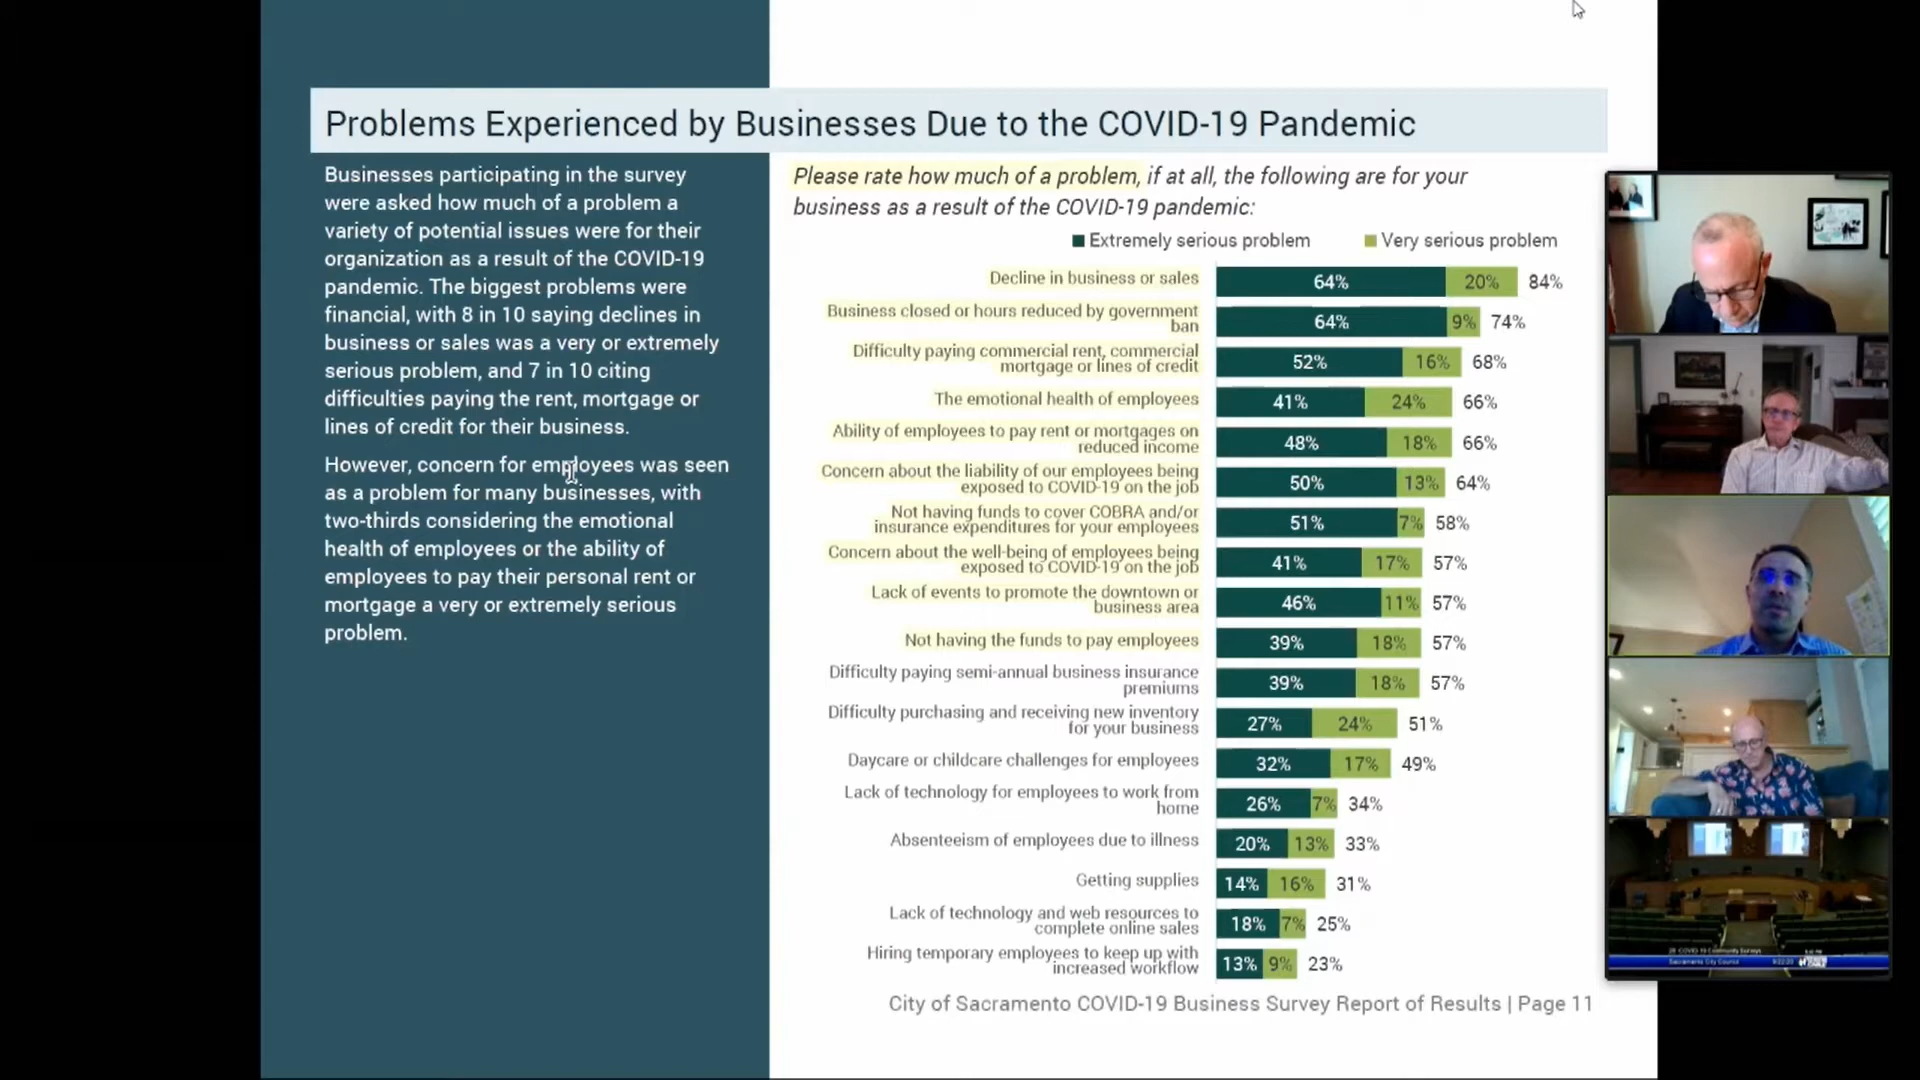 Problems Experienced by Businesses Due to the COVID-19 Pandemic
Businesses participating in the survey
were asked how much of a problem a
variety of potential issues were for their
organization as a result of the COVID-19
pandemic. The biggest problems were
financial, with 8 in 10 saying declines in
business or sales was a very or extremely
serious problem, and 7 in 10 citing
difficulties paying the rent, mortgage or
lines of credit for their business.
However, concern for employees was seen
as a problem for many businesses, with
two-thirds considering the emotional
health of employees or the ability of
employees to pay their personal rent or
mortgage a very or extremely serious
problem.
Please rate how much of a problem, if at all, the following are for your
business as a result of the COVID-19 pandemic:
Extremely serious problem Very serious problem
Decline in business or sales 64% 20% 84%
Business closed or hours reduced by government
ban 64% 9% 74%
Difficulty paying commercial rent, commercial
mortgage or lines of credit 52% 16% 68%
The emotional health of employees 41% 24% 66%
Ability of employees to pay rent or mortgages on
reduced income 48% 18% 66%
Concern about the liability of our employees being
exposed to COVID-19 on the job 50% 13% 64%
Not having funds to cover COBRA and/or
insurance expenditures for your employees 51% 7% 58%
Concern about the well-being of employees being
exposed to COVID-19 on the job 41% 17% 57%
Lack of events to promote the downtown or
business area 46% 11% 57%
Not having the funds to pay employees 39% 18% 57%
Difficulty paying semi-annual business insurance
premiums 39% 18% 57%
Difficulty purchasing and receiving new inventory
for your business 27% 24% 51%
Daycare or childcare challenges for employees 32% 17% 49%
Lack of technology for employees to work from
home 26% 7% 34%
Absenteeism of employees due to illness 20% 13% 33%
Getting supplies 14% 16% 31%
Lack of technology and web resources to
complete online sales 18% 7% 25%
Hiring temporary employees to keep up with
increased workflow 13% 9% 23%
City of Sacramento COVID-19 Business Survey Report of Results | Page 11
COVID-19 Community Surveys
Sacramento City Council